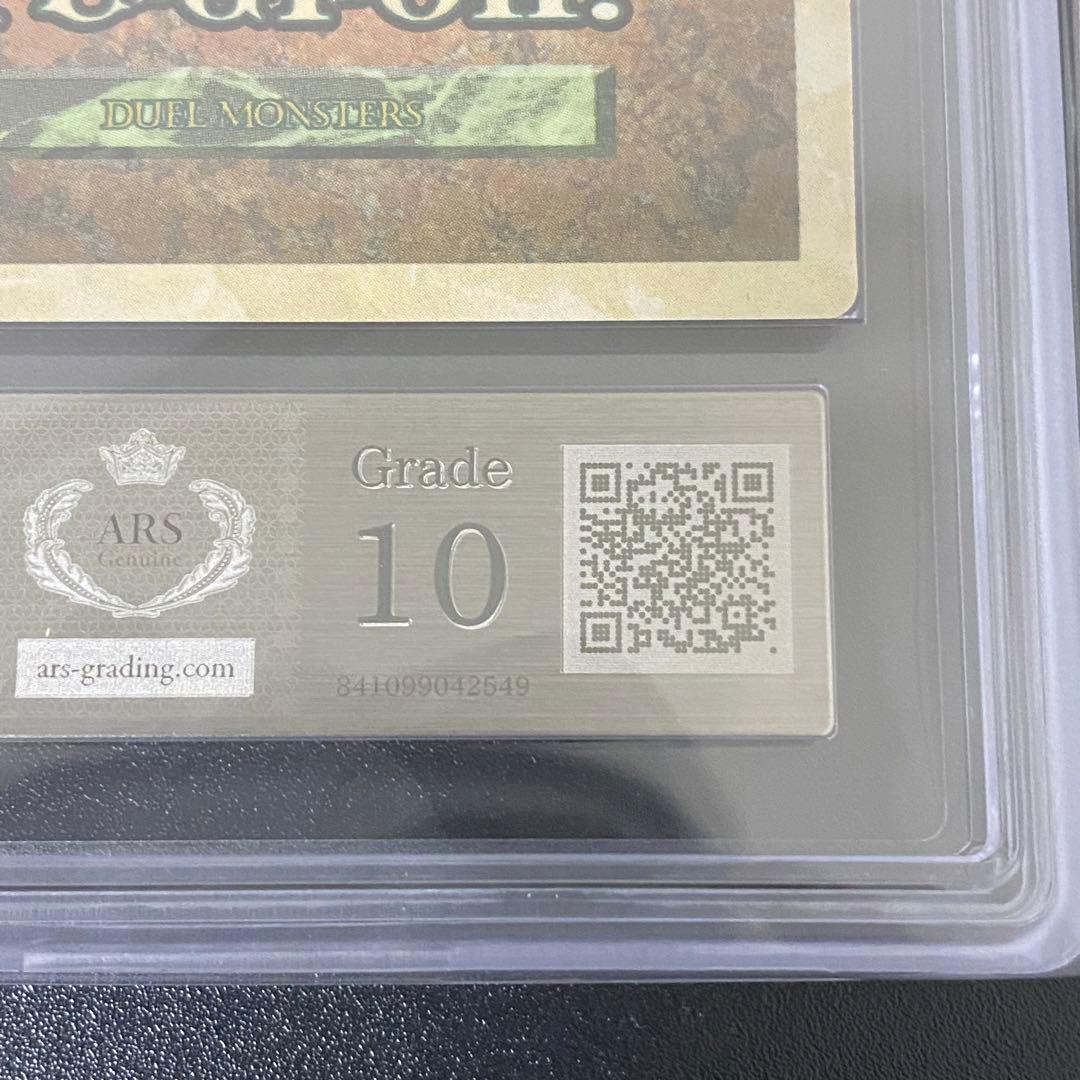 DUEL MONSTERS
ARS
Genuine
ars-grading.com
Grade
10
841099042549